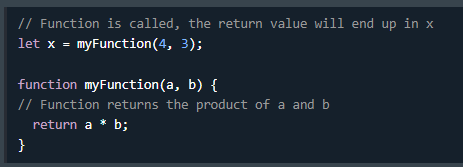 // Function is called, the return value will end up in x
let x = myFunction(4, 3);

function myFunction(a, b) {
// Function returns the product of a and b
  return a * b;
}